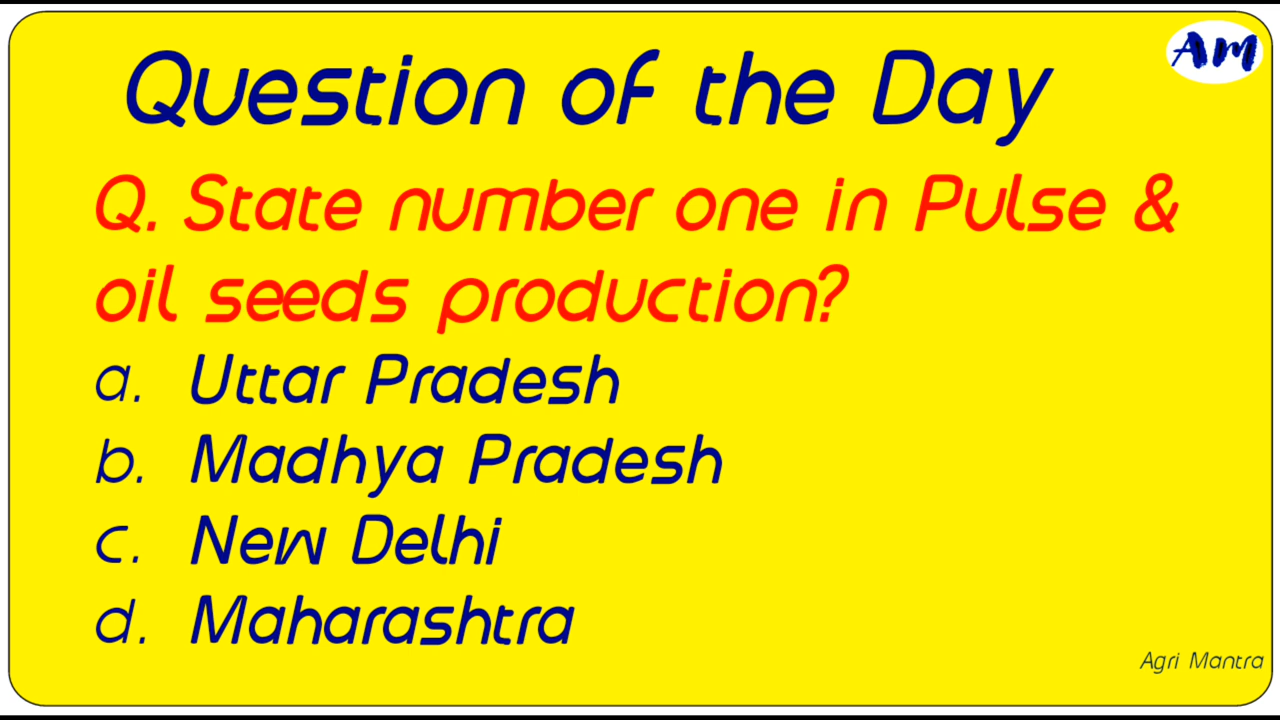 AM
Question of the Day
Q. State number one in Pulse &
oil seeds production?
a. Uttar Pradesh
b. Madhya Pradesh
c. New Delhi
d. Maharashtra
Agri Mantra